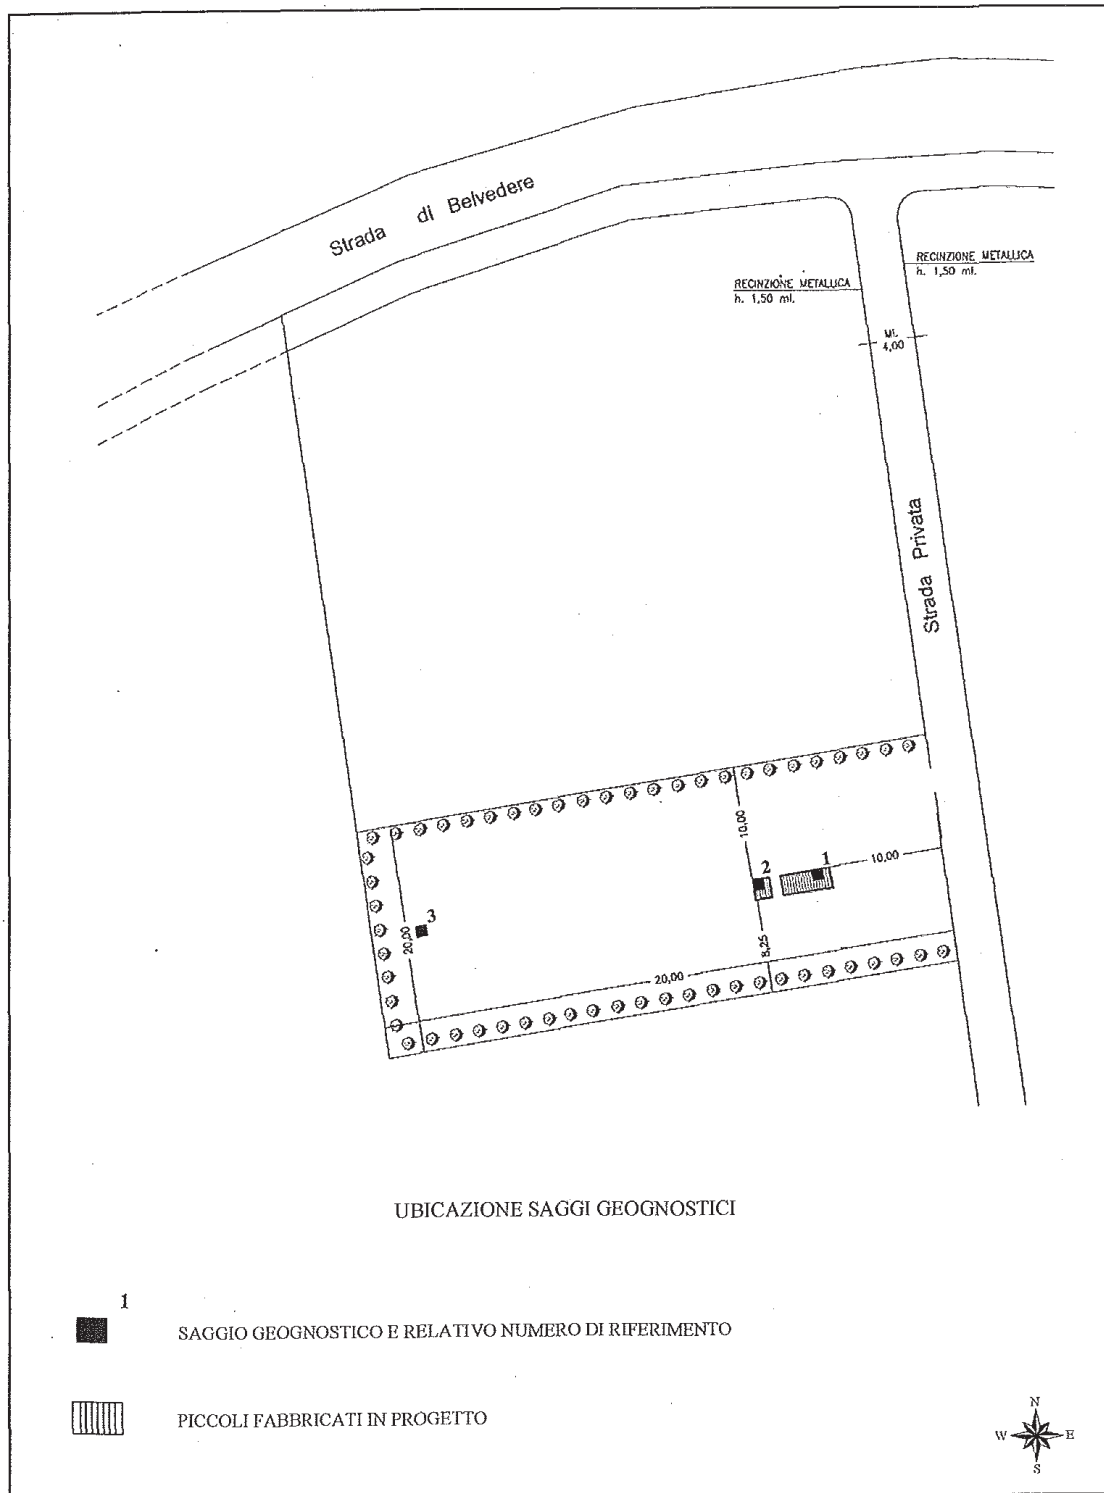 Strada di Belvedere
RECINZIONE METALLICA
h. 1,50 ml.
RECINZIONE METALLICA
h. 1,50 ml.
ML.
4,00
Strada Privata
10,00
2
1
10,00
3
20,00
8,25
20,00
UBICAZIONE SAGGI GEOGNOSTICI
1
SAGGIO GEOGNOSTICO E RELATIVO NUMERO DI RIFERIMENTO
PICCOLI FABBRICATI IN PROGETTO
N
W E
S